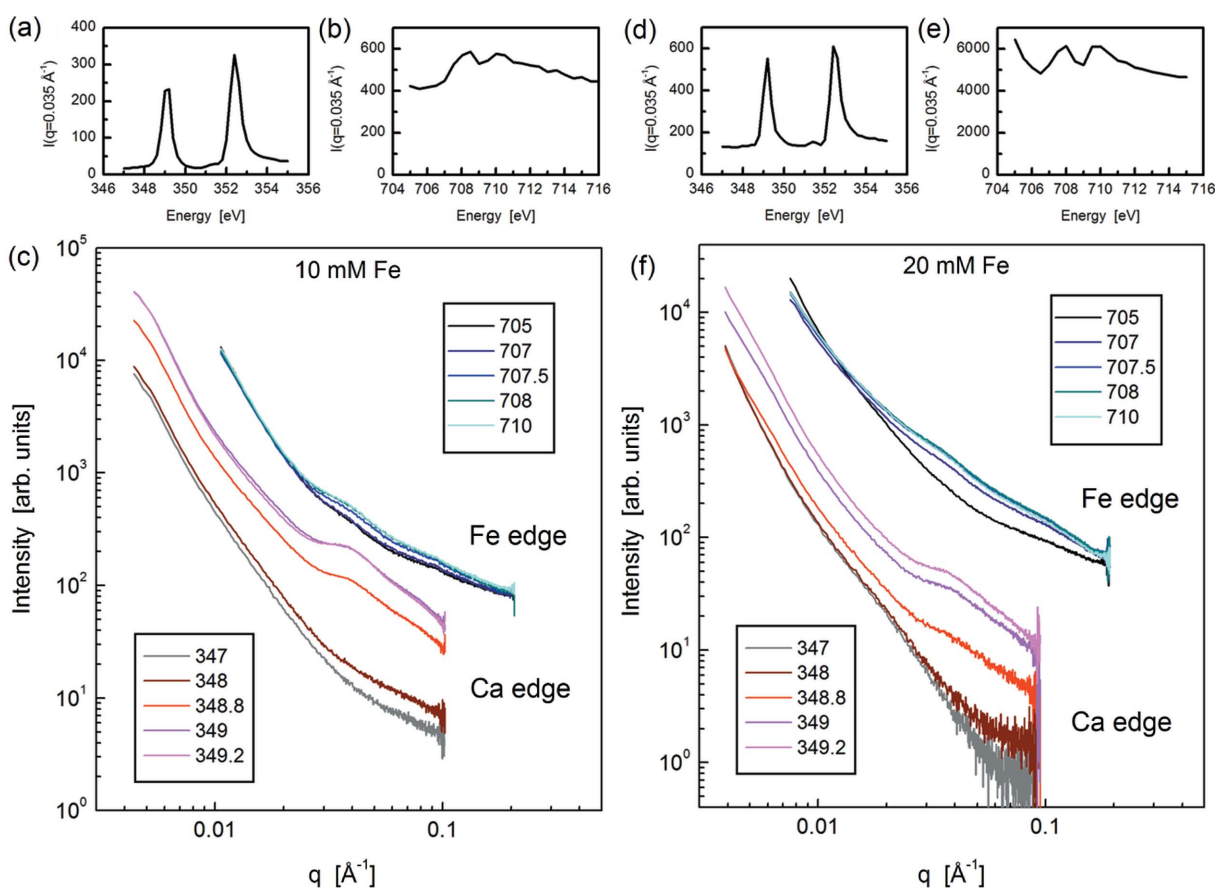 (a)
400
300
200
100
0
I(q=0.035 Å⁻¹)
346 348 350 352 354 356
Energy [eV]
(b)
800
600
400
200
0
I(q=0.035 Å⁻¹)
704 706 708 710 712 714 716
Energy [eV]
(d)
600
400
200
0
I(q=0.035 Å⁻¹)
346 348 350 352 354 356
Energy [eV]
(e)
6000
4000
2000
0
I(q=0.035 Å⁻¹)
704 706 708 710 712 714 716
Energy [eV]
(c)
10 mM Fe
10⁵
10⁴
10³
10²
10¹
10⁰
Intensity [arb. units]
705
707
707.5
708
710
Fe edge
347
348
348.8
349
349.2
Ca edge
0.01 0.1
q [Å⁻¹]
(f)
20 mM Fe
10⁴
10³
10²
10¹
10⁰
Intensity [arb. units]
705
707
707.5
708
710
Fe edge
347
348
348.8
349
349.2
Ca edge
0.01 0.1
q [Å⁻¹]